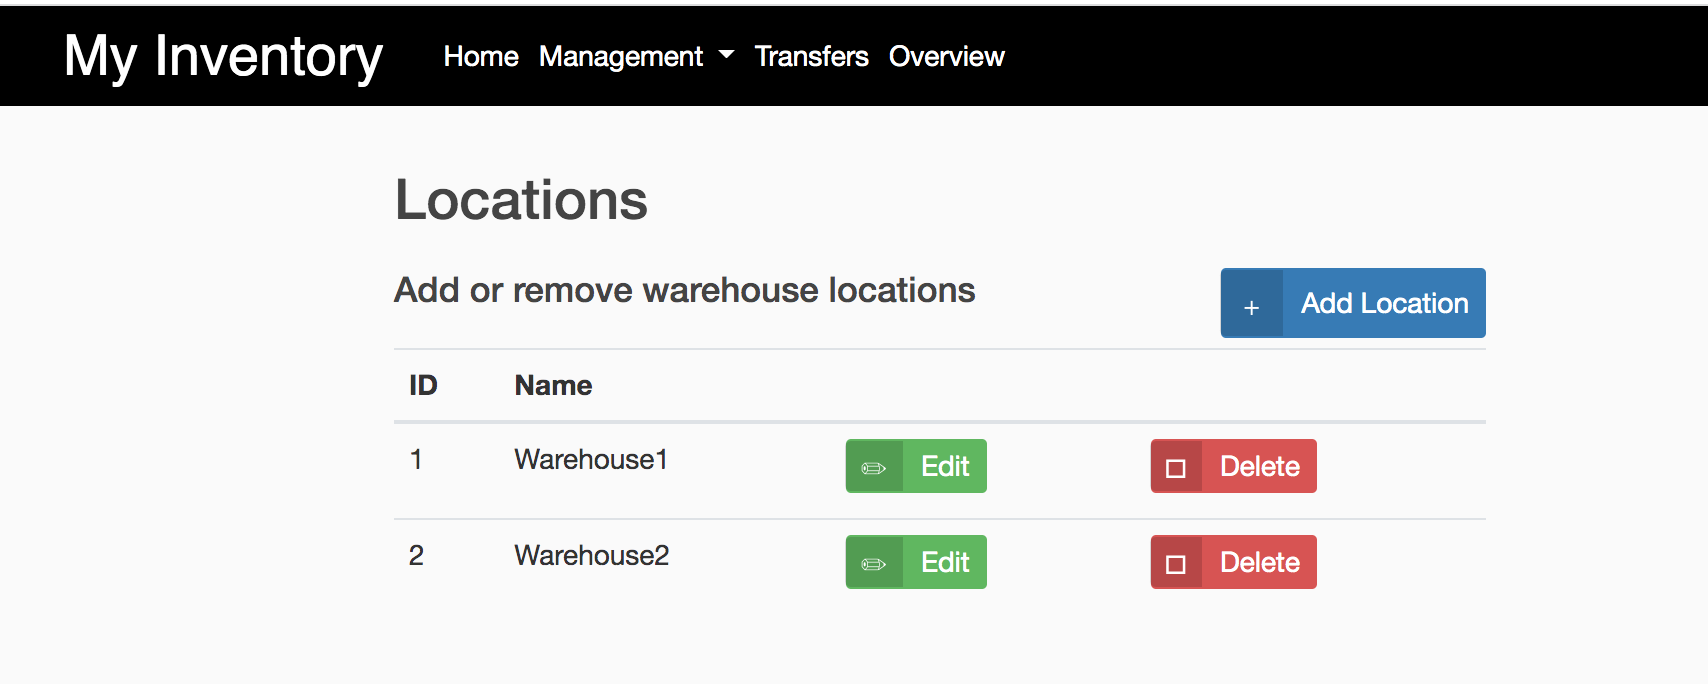 My Inventory Home Management Transfers Overview
Locations
Add or remove warehouse locations
+ Add Location
ID Name
1 Warehouse1 Edit Delete
2 Warehouse2 Edit Delete